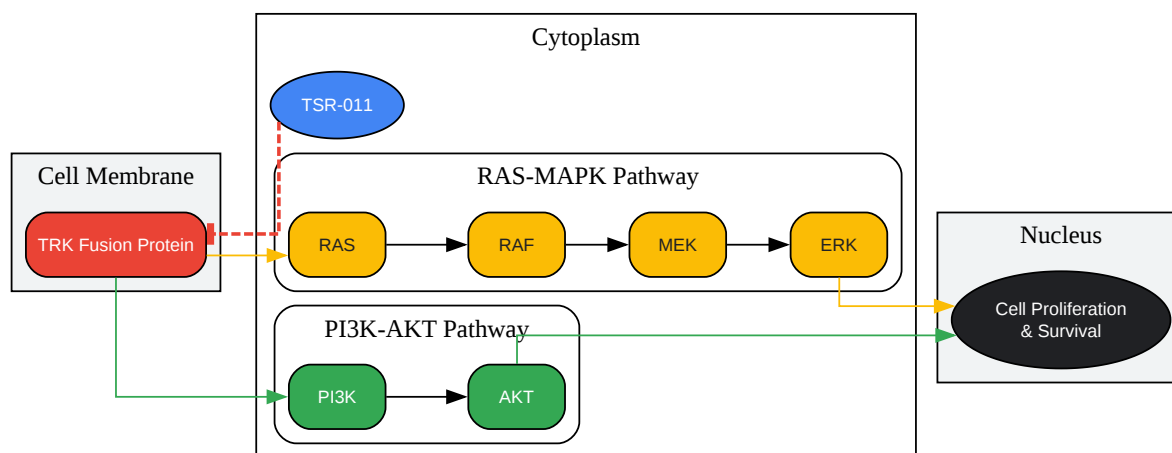 Cytoplasm
TSR-011
Cell Membrane
TRK Fusion Protein
RAS-MAPK Pathway
RAS
RAF
MEK
ERK
Nucleus
Cell Proliferation
& Survival
PI3K-AKT Pathway
PI3K
AKT